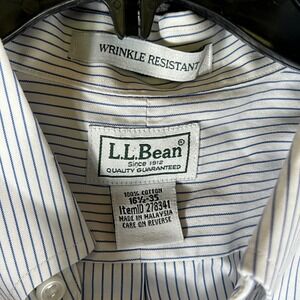 WRINKLE RESISTANT
L.L.Bean®
Since 1912
QUALITY GUARANTEED
100% COTTON
16½-35
ItemID 278341
MADE IN MALAYSIA
CARE ON REVERSE